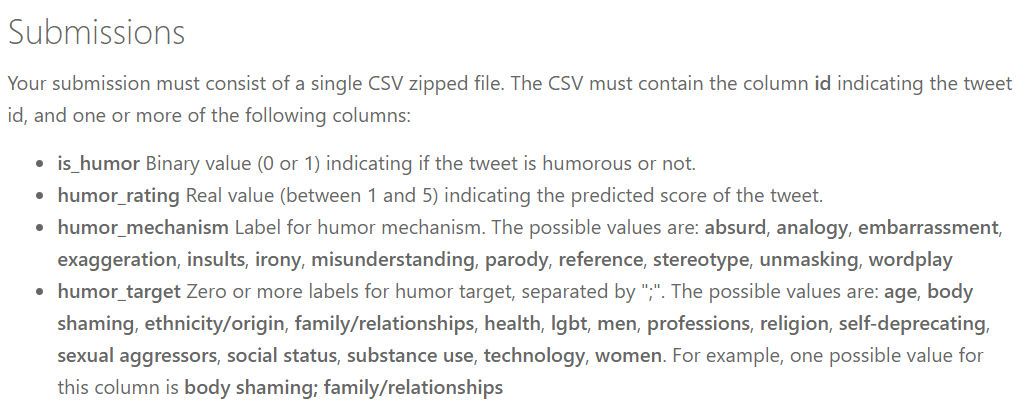 Submissions
Your submission must consist of a single CSV zipped file. The CSV must contain the column id indicating the tweet
id, and one or more of the following columns:
• is_humor Binary value (0 or 1) indicating if the tweet is humorous or not.
• humor_rating Real value (between 1 and 5) indicating the predicted score of the tweet.
• humor_mechanism Label for humor mechanism. The possible values are: absurd, analogy, embarrassment,
exaggeration, insults, irony, misunderstanding, parody, reference, stereotype, unmasking, wordplay
• humor_target Zero or more labels for humor target, separated by ";". The possible values are: age, body
shaming, ethnicity/origin, family/relationships, health, lgbt, men, professions, religion, self-deprecating,
sexual aggressors, social status, substance use, technology, women. For example, one possible value for
this column is body shaming; family/relationships